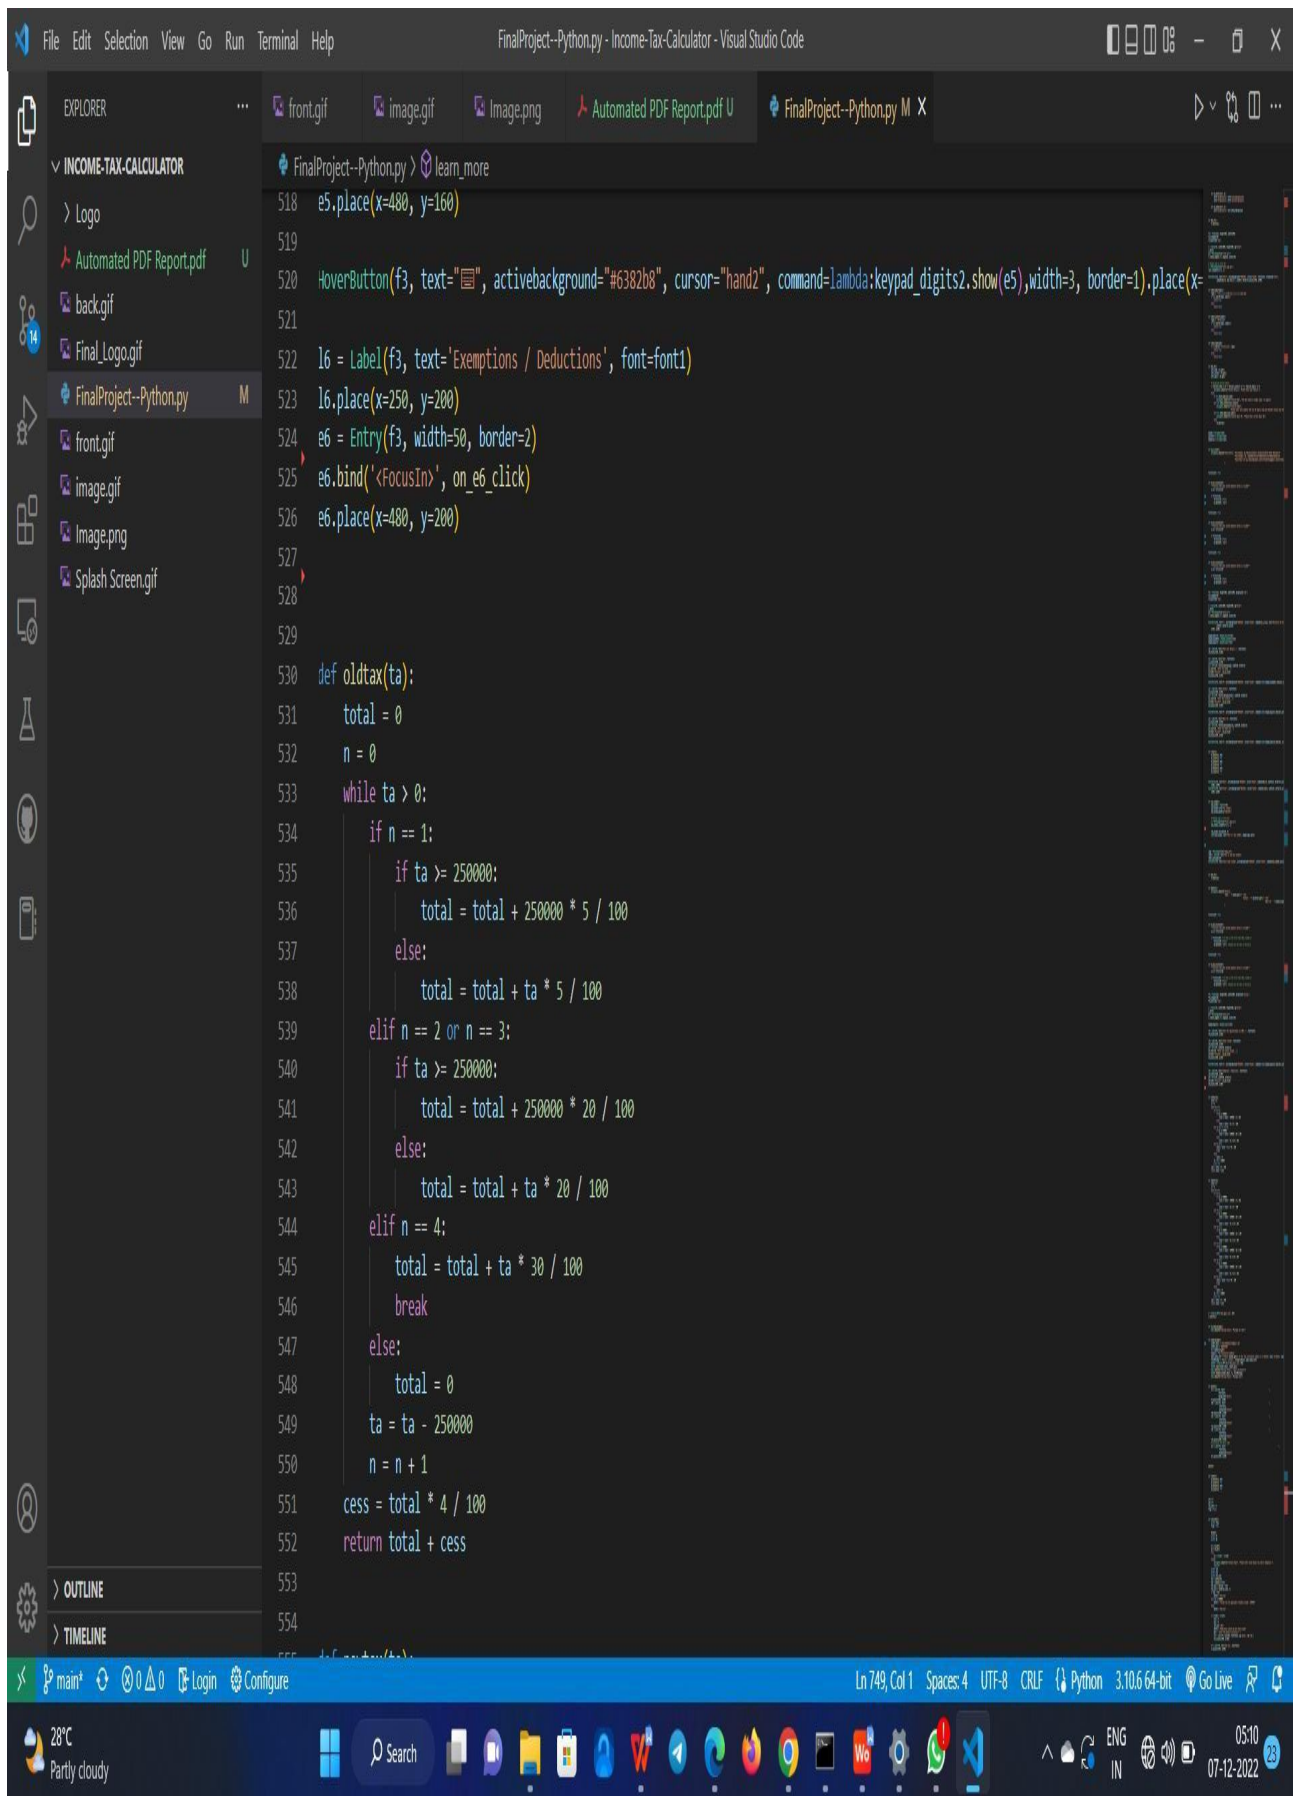 File Edit Selection View Go Run Terminal Help FinalProject--Python.py - Income-Tax-Calculator - Visual Studio Code
EXPLORER ... front.gif image.gif Image.png Automated PDF Report.pdf U FinalProject--Python.py M X
INCOME-TAX-CALCULATOR
Logo
Automated PDF Report.pdf U
back.gif
Final_Logo.gif
FinalProject--Python.py M
front.gif
image.gif
Image.png
Splash Screen.gif
OUTLINE
TIMELINE
FinalProject--Python.py > learn_more
518 e5.place(x=480, y=160)
519
520 HoverButton(f3, text="", activebackground="#6382b8", cursor="hand2", command=lambda:keypad_digits2.show(e5),width=3, border=1).place(x=
521
522 l6 = Label(f3, text='Exemptions / Deductions', font=font1)
523 l6.place(x=250, y=200)
524 e6 = Entry(f3, width=50, border=2)
525 e6.bind('<FocusIn>', on_e6_click)
526 e6.place(x=480, y=200)
527
528
529
530 def oldtax(ta):
531 total = 0
532 n = 0
533 while ta > 0:
534 if n == 1:
535 if ta >= 250000:
536 total = total + 250000 * 5 / 100
537 else:
538 total = total + ta * 5 / 100
539 elif n == 2 or n == 3:
540 if ta >= 250000:
541 total = total + 250000 * 20 / 100
542 else:
543 total = total + ta * 20 / 100
544 elif n == 4:
545 total = total + ta * 30 / 100
546 break
547 else:
548 total = 0
549 ta = ta - 250000
550 n = n + 1
551 cess = total * 4 / 100
552 return total + cess
553
554
14
main* 0 0 Login Configure Ln 749, Col 1 Spaces: 4 UTF-8 CRLF Python 3.10.6 64-bit Go Live
28°C
Partly cloudy
Search
W
Wo
ENG
IN
05:10
07-12-2022
23